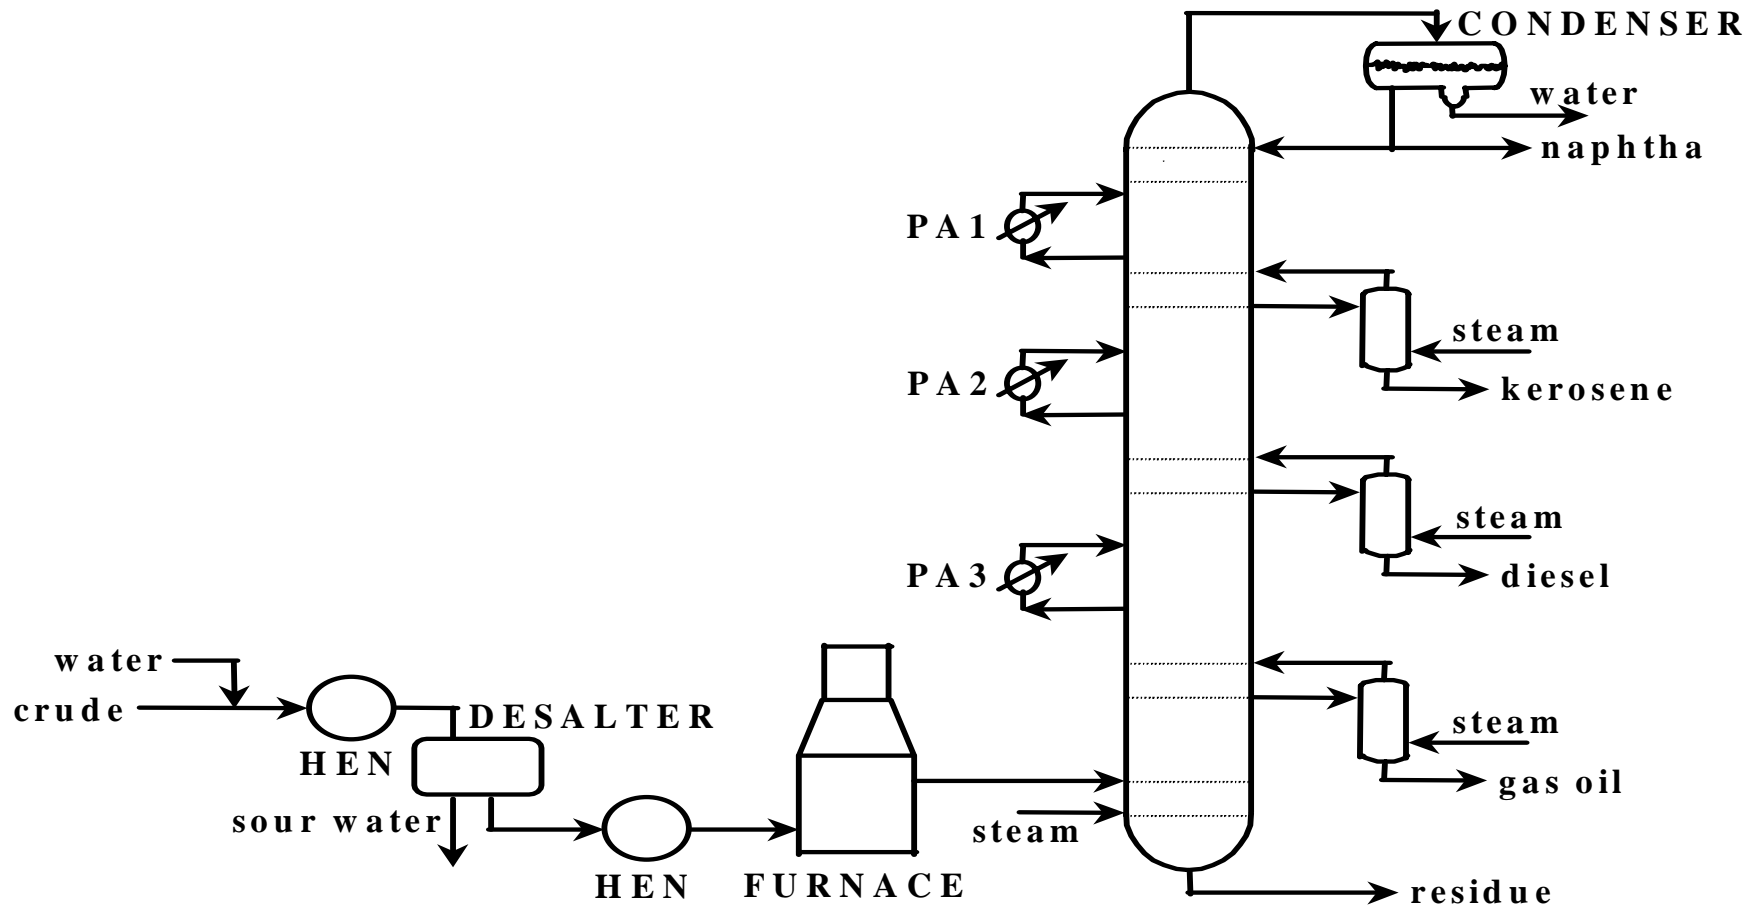 CONDENSER
water
naphtha
PA1
steam
PA2
kerosene
steam
PA3
diesel
water
crude
DESALTER
steam
HEN
gas oil
sour water
steam
HEN
FURNACE
residue